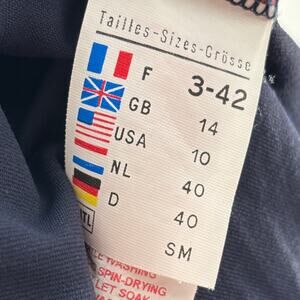 Tailles-Sizes-Grösse
F 3-42
GB 14
USA 10
NL 40
D 40
ITL SM
WASHING
SPIN-DRYING
LET SOAK